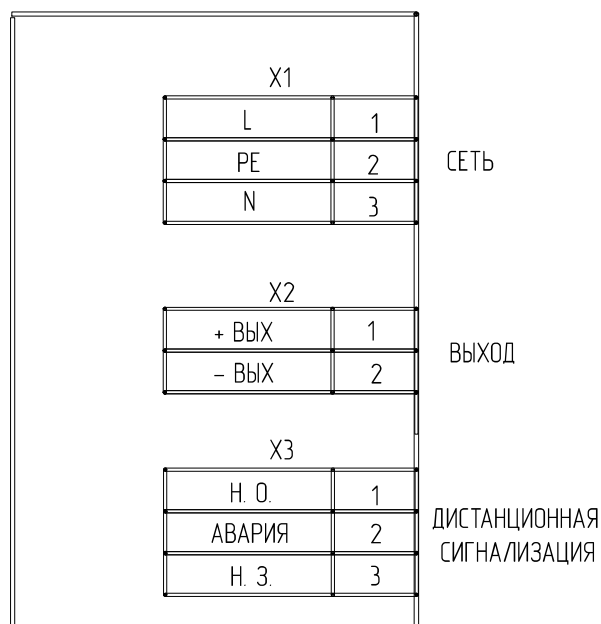 X1
L 1
PE 2
N 3
СЕТЬ
X2
+ ВЫХ 1
– ВЫХ 2
ВЫХОД
X3
Н. О. 1
АВАРИЯ 2
Н. З. 3
ДИСТАНЦИОННАЯ
СИГНАЛИЗАЦИЯ